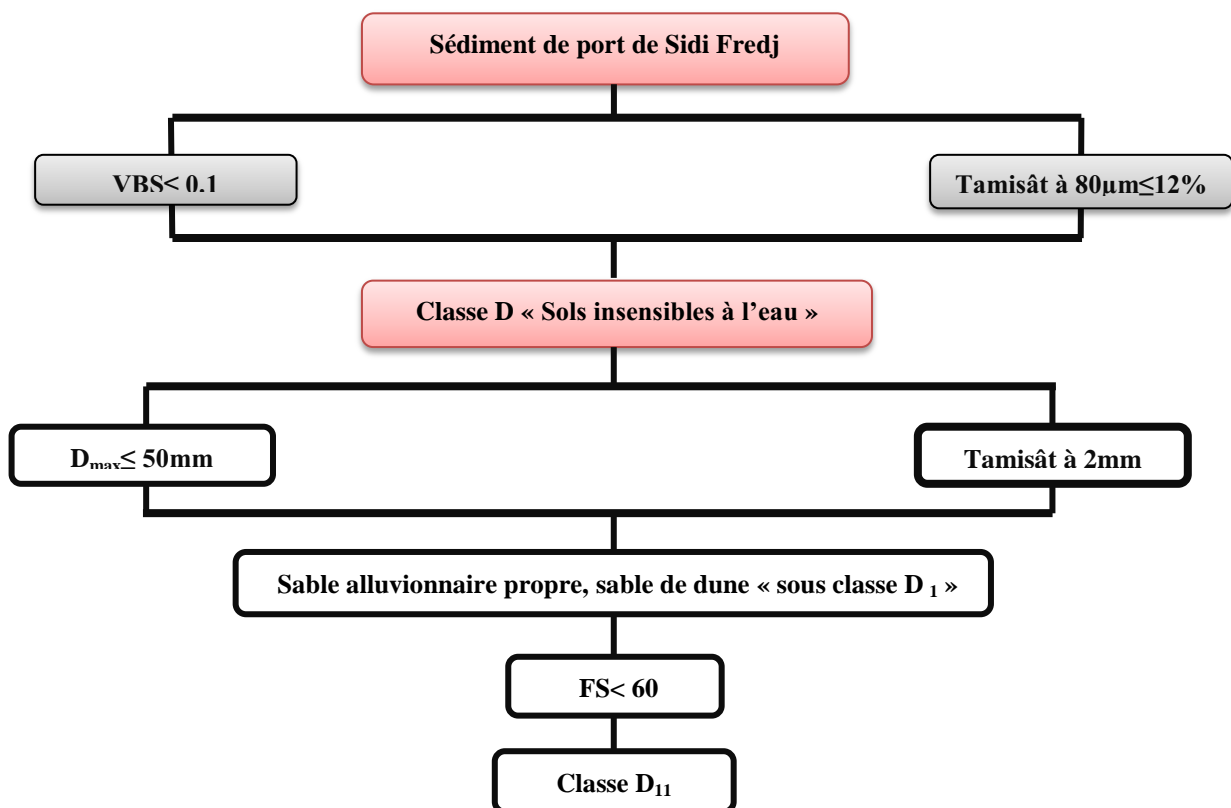 Sédiment de port de Sidi Fredj
VBS< 0.1
Tamisât à 80µm≤12%
Classe D « Sols insensibles à l’eau »
Dmax≤ 50mm
Tamisât à 2mm
Sable alluvionnaire propre, sable de dune « sous classe D 1 »
FS< 60
Classe D11